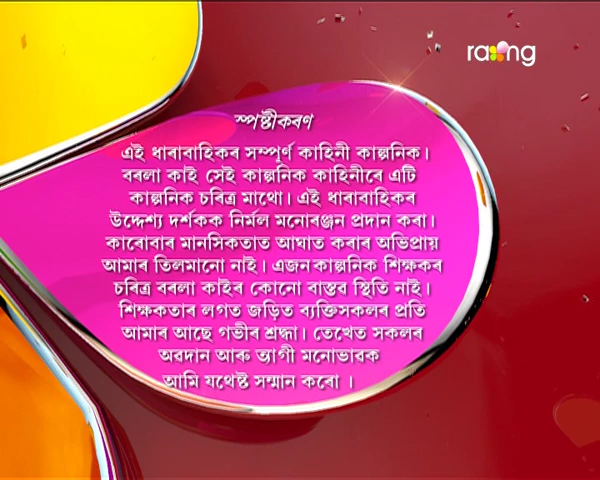 raong
স্পষ্টীকৰণ
এই ধাৰাবাহিকৰ সম্পূৰ্ণ কাহিনী কাল্পনিক।
বৰলা কাই সেই কাল্পনিক কাহিনীৰে এটি
কাল্পনিক চৰিত্ৰ মাথো। এই ধাৰাবাহিকৰ
উদ্দেশ্য দৰ্শকক নিৰ্মল মনোৰঞ্জন প্ৰদান কৰা।
কাৰোবাৰ মানসিকতাত আঘাত কৰাৰ অভিপ্ৰায়
আমাৰ তিলমানো নাই। এজন কাল্পনিক শিক্ষকৰ
চৰিত্ৰ বৰলা কাইৰ কোনো বাস্তৱ স্থিতি নাই।
শিক্ষকতাৰ লগত জড়িত ব্যক্তিসকলৰ প্ৰতি
আমাৰ আছে গভীৰ শ্ৰদ্ধা। তেখেত সকলৰ
অৱদান আৰু ত্যাগী মনোভাবক
আমি যথেষ্ট সন্মান কৰো ।